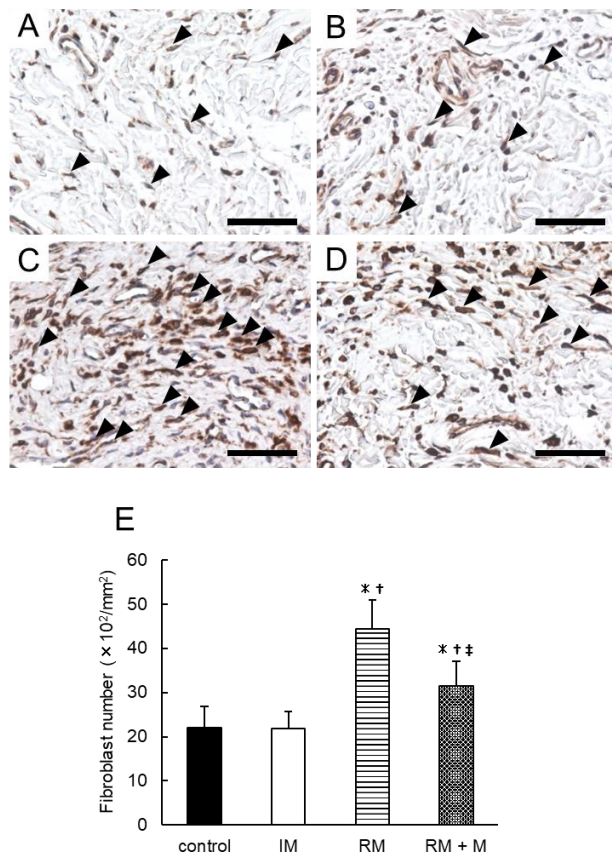 A
B
C
D
E
Fibroblast number (×10²/mm²)
60
50
40
30
20
10
0
* †
* † ‡
control IM RM RM + M